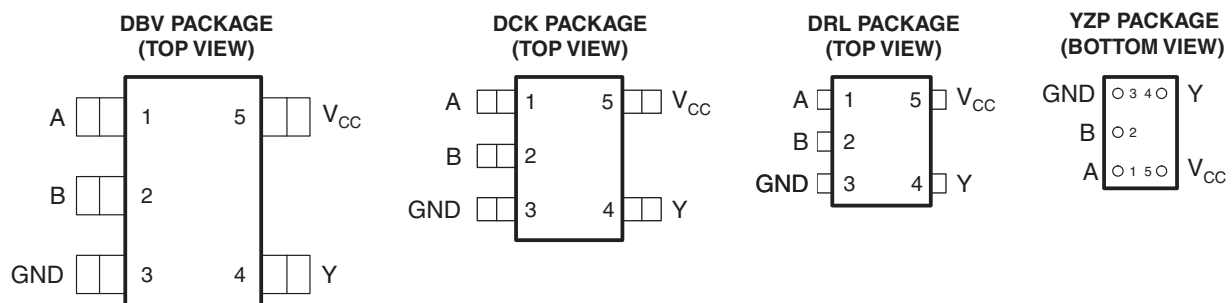 DBV PACKAGE
(TOP VIEW)
A 1 5 VCC
B 2
GND 3 4 Y
DCK PACKAGE
(TOP VIEW)
A 1 5 VCC
B 2
GND 3 4 Y
DRL PACKAGE
(TOP VIEW)
A 1 5 VCC
B 2
GND 3 4 Y
YZP PACKAGE
(BOTTOM VIEW)
GND 3 4 Y
B 2
A 1 5 VCC